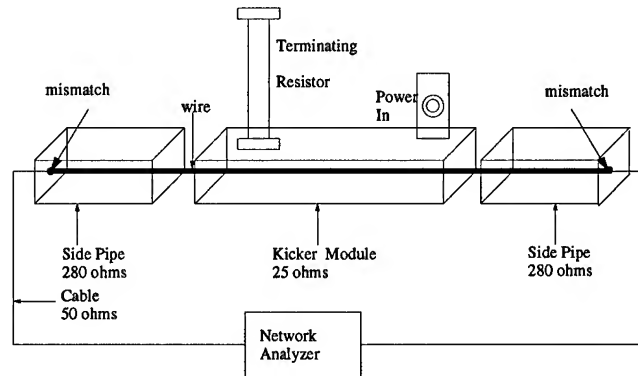 Terminating
Resistor
mismatch
wire
Power
In
mismatch
Side Pipe
280 ohms
Kicker Module
25 ohms
Side Pipe
280 ohms
Cable
50 ohms
Network
Analyzer